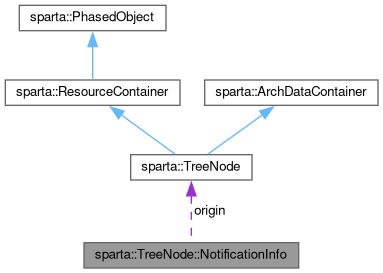 sparta::PhasedObject
sparta::ResourceContainer
sparta::ArchDataContainer
sparta::TreeNode
origin
sparta::TreeNode::NotificationInfo